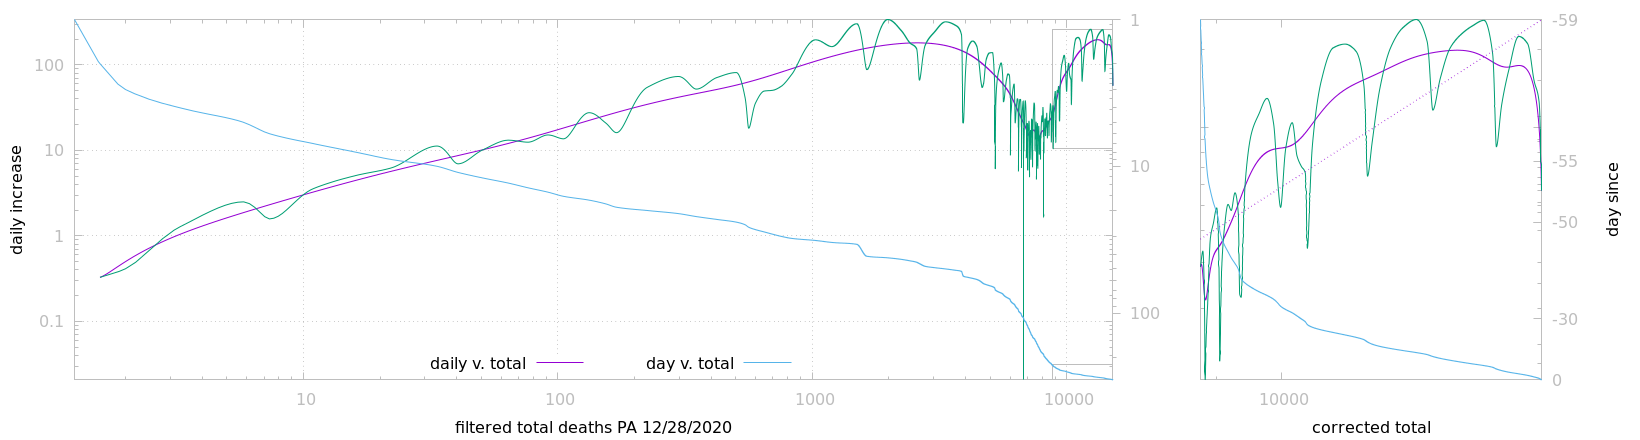 daily increase
100
10
1
0.1
10
100
1000
10000
1
10
100
daily v. total
day v. total
filtered total deaths PA 12/28/2020
-59
-55
-50
-30
0
day since
10000
corrected total